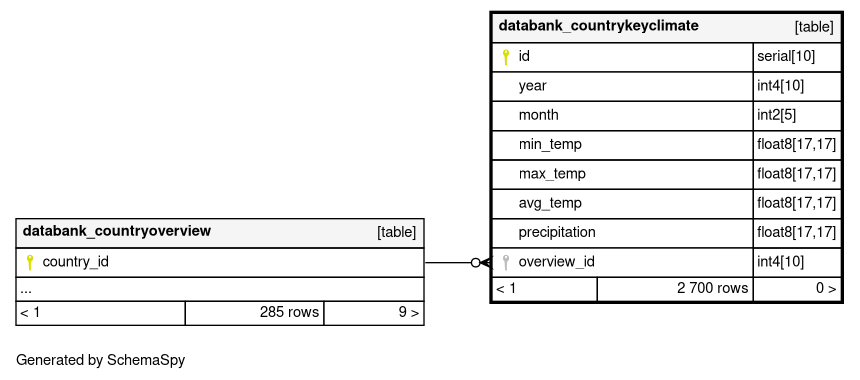 databank_countrykeyclimate [table]
id serial[10]
year int4[10]
month int2[5]
min_temp float8[17,17]
max_temp float8[17,17]
avg_temp float8[17,17]
precipitation float8[17,17]
overview_id int4[10]
< 1 2 700 rows 0 >
databank_countryoverview [table]
country_id
...
< 1 285 rows 9 >
Generated by SchemaSpy